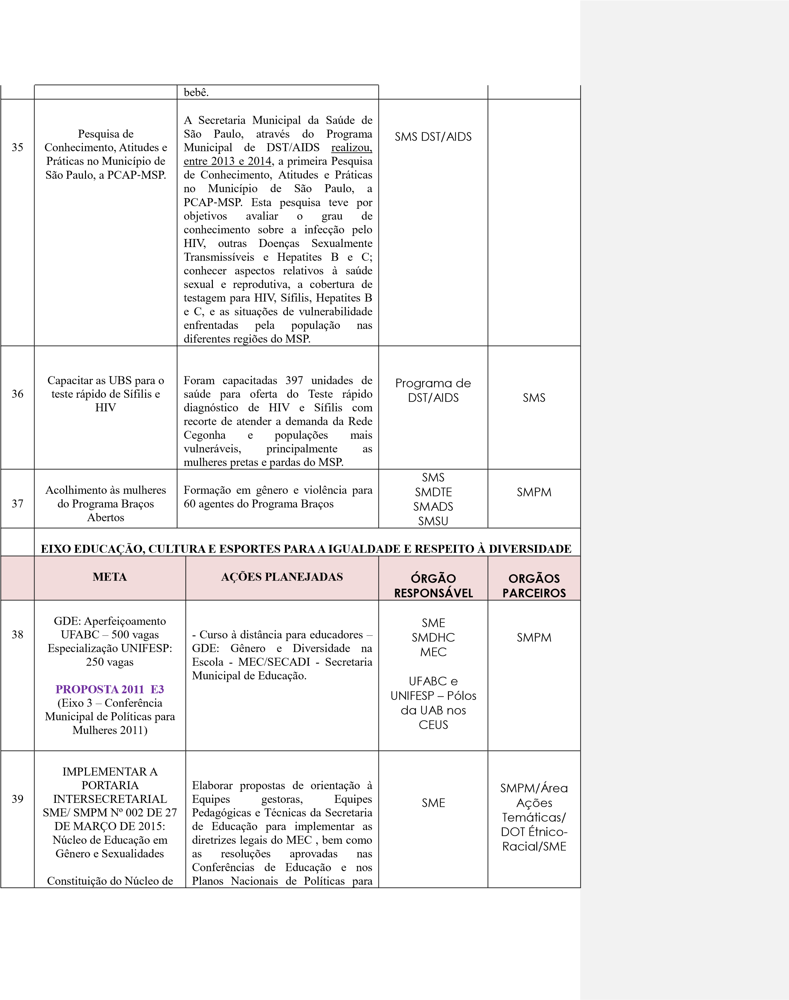 bebê.
35
Pesquisa de
Conhecimento, Atitudes e
Práticas no Município de
São Paulo, a PCAP-MSP.
A Secretaria Municipal da Saúde de
São Paulo, através do Programa
Municipal de DST/AIDS realizou,
entre 2013 e 2014, a primeira Pesquisa
de Conhecimento, Atitudes e Práticas
no Município de São Paulo, a
PCAP-MSP. Esta pesquisa teve por
objetivos avaliar o grau de
conhecimento sobre a infecção pelo
HIV, outras Doenças Sexualmente
Transmissíveis e Hepatites B e C;
conhecer aspectos relativos à saúde
sexual e reprodutiva, a cobertura de
testagem para HIV, Sífilis, Hepatites B
e C, e as situações de vulnerabilidade
enfrentadas pela população nas
diferentes regiões do MSP.
SMS DST/AIDS
36
Capacitar as UBS para o
teste rápido de Sífilis e
HIV
Foram capacitadas 397 unidades de
saúde para oferta do Teste rápido
diagnóstico de HIV e Sífilis com
recorte de atender a demanda da Rede
Cegonha e populações mais
vulneráveis, principalmente as
mulheres pretas e pardas do MSP.
Programa de
DST/AIDS
SMS
37
Acolhimento às mulheres
do Programa Braços
Abertos
Formação em gênero e violência para
60 agentes do Programa Braços
SMS
SMDTE
SMADS
SMSU
SMPM
EIXO EDUCAÇÃO, CULTURA E ESPORTES PARA A IGUALDADE E RESPEITO À DIVERSIDADE
META
AÇÕES PLANEJADAS
ÓRGÃO
RESPONSÁVEL
ORGÃOS
PARCEIROS
38
GDE: Aperfeiçoamento
UFABC – 500 vagas
Especialização UNIFESP:
250 vagas
PROPOSTA 2011 E3
(Eixo 3 – Conferência
Municipal de Políticas para
Mulheres 2011)
- Curso à distância para educadores –
GDE: Gênero e Diversidade na
Escola - MEC/SECADI - Secretaria
Municipal de Educação.
SME
SMDHC
MEC
UFABC e
UNIFESP – Pólos
da UAB nos
CEUS
SMPM
39
IMPLEMENTAR A
PORTARIA
INTERSECRETARIAL
SME/ SMPM Nº 002 DE 27
DE MARÇO DE 2015:
Núcleo de Educação em
Gênero e Sexualidades
Constituição do Núcleo de
Elaborar propostas de orientação à
Equipes gestoras, Equipes
Pedagógicas e Técnicas da Secretaria
de Educação para implementar as
diretrizes legais do MEC , bem como
as resoluções aprovadas nas
Conferências de Educação e nos
Planos Nacionais de Políticas para
SME
SMPM/Área
Ações
Temáticas/
DOT Étnico-
Racial/SME